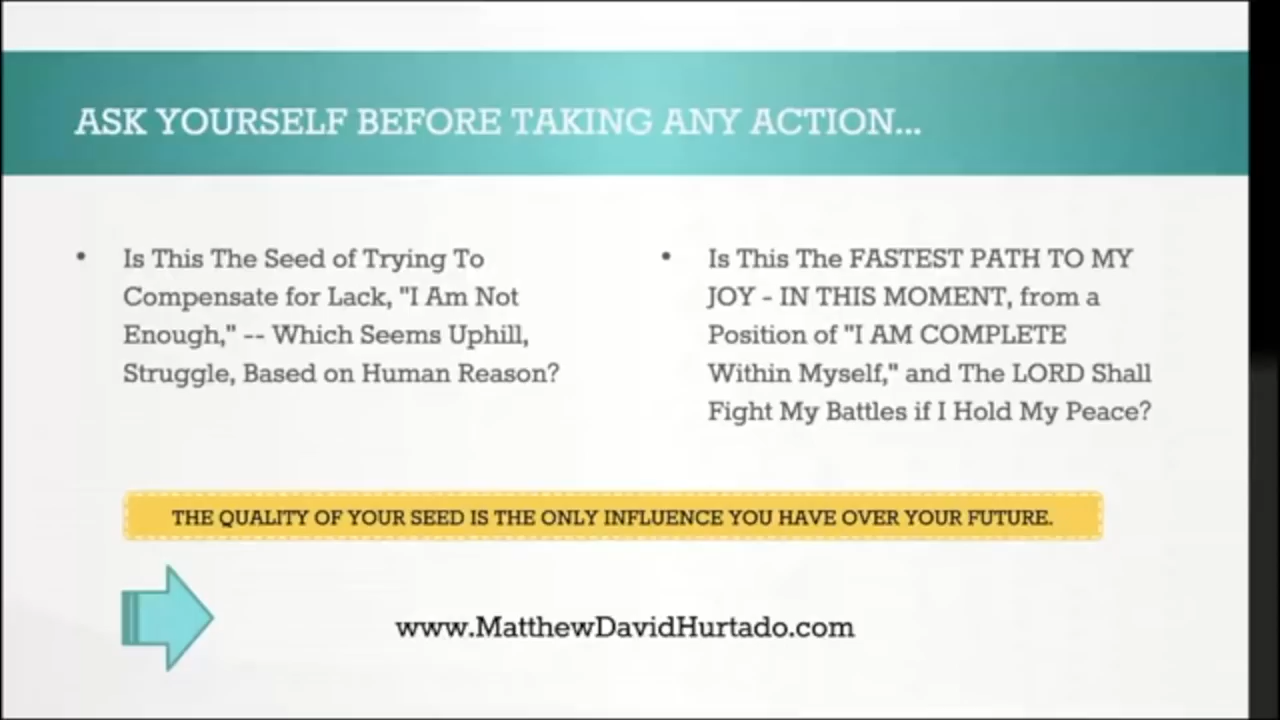 ASK YOURSELF BEFORE TAKING ANY ACTION...
• Is This The Seed of Trying To
Compensate for Lack, "I Am Not
Enough," -- Which Seems Uphill,
Struggle, Based on Human Reason?
• Is This The FASTEST PATH TO MY
JOY - IN THIS MOMENT, from a
Position of "I AM COMPLETE
Within Myself," and The LORD Shall
Fight My Battles if I Hold My Peace?
THE QUALITY OF YOUR SEED IS THE ONLY INFLUENCE YOU HAVE OVER YOUR FUTURE.
www.MatthewDavidHurtado.com